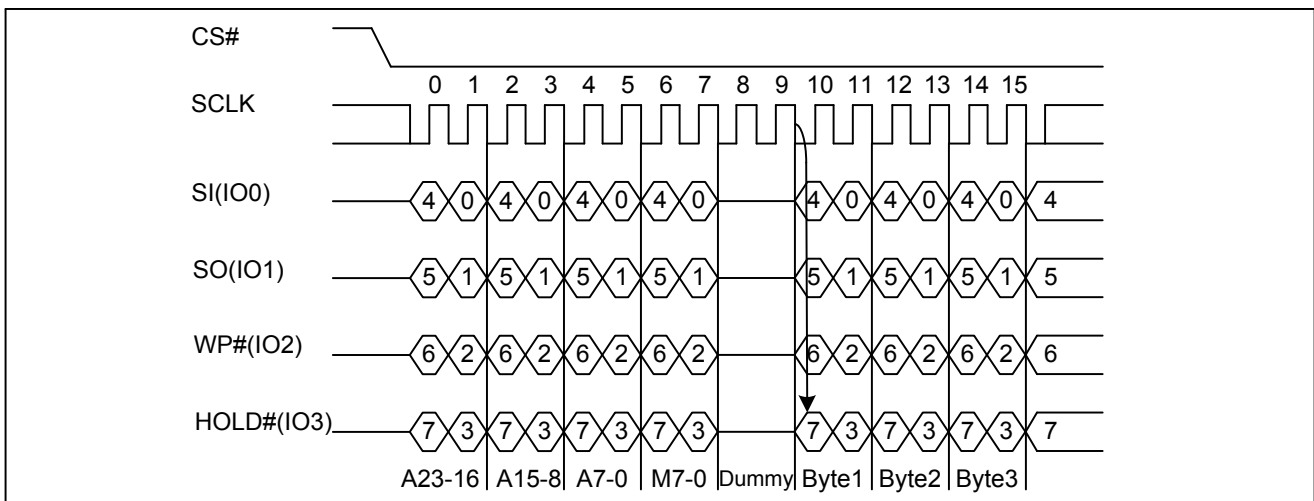 CS#
0 1 2 3 4 5 6 7 8 9 10 11 12 13 14 15
SCLK
SI(IO0) 4 0 4 0 4 0 4 0 4 0 4 0 4 0 4
SO(IO1) 5 1 5 1 5 1 5 1 5 1 5 1 5 1 5
WP#(IO2) 6 2 6 2 6 2 6 2 6 2 6 2 6 2 6
HOLD#(IO3) 7 3 7 3 7 3 7 3 7 3 7 3 7 3 7
A23-16 A15-8 A7-0 M7-0 Dummy Byte1 Byte2 Byte3